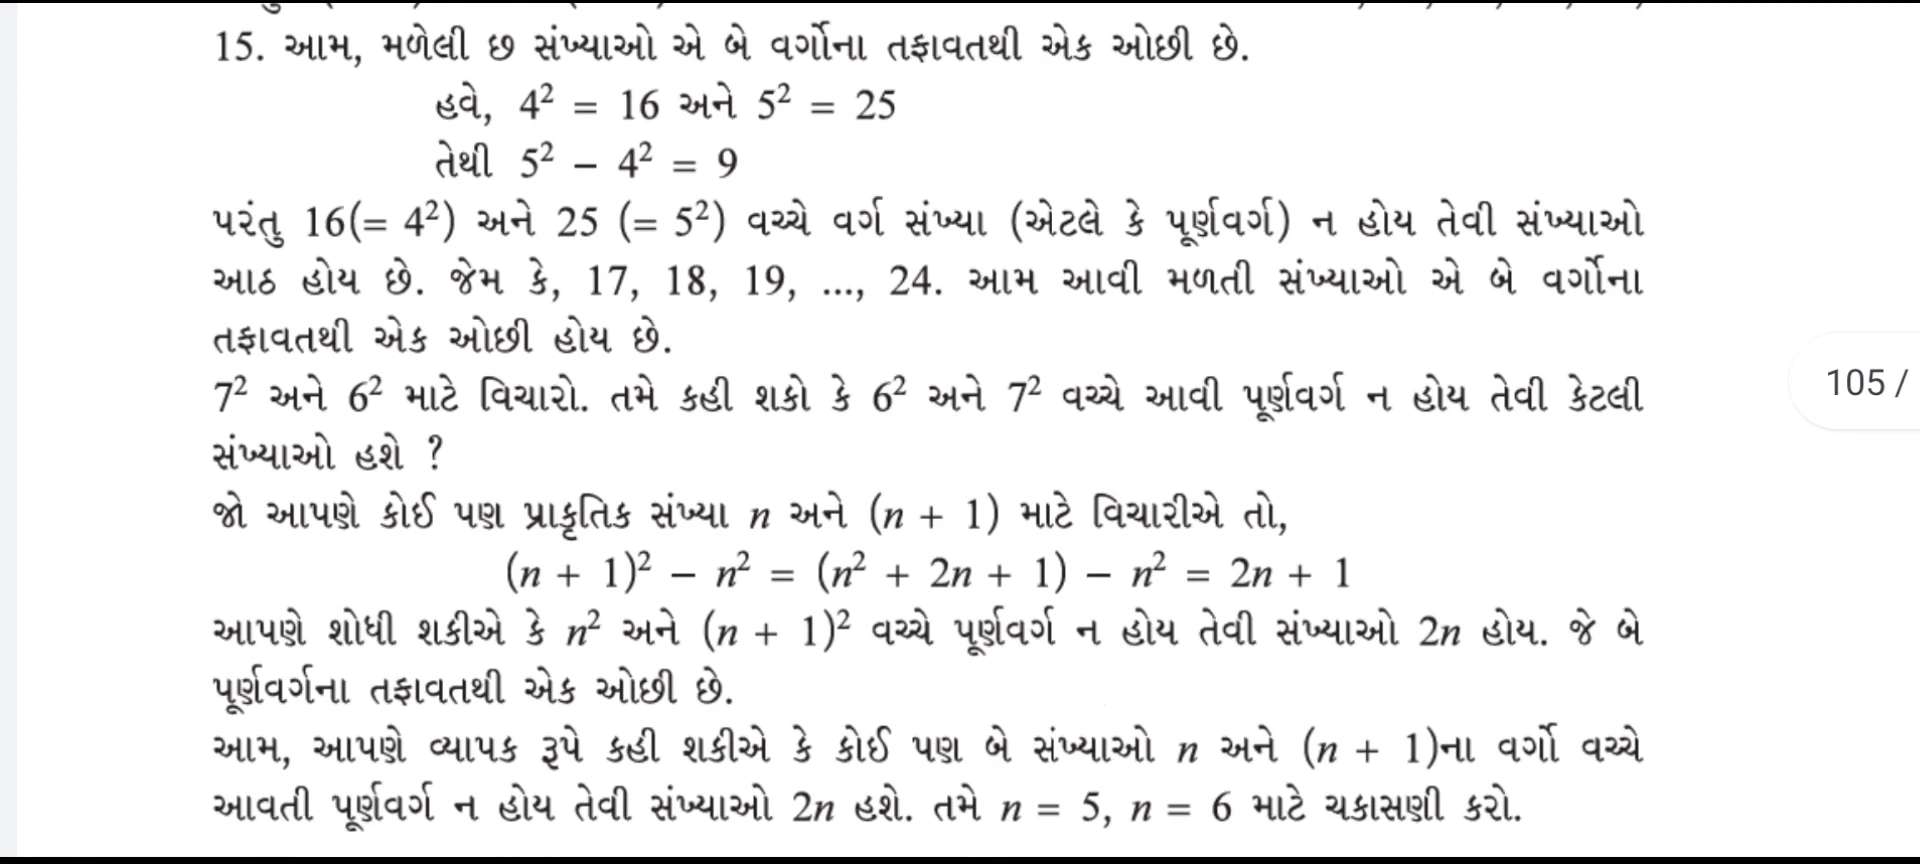 15. આમ, મળેલી છ સંખ્યાઓ એ બે વર્ગોના તફાવતથી એક ઓછી છે.
હવે, 4² = 16 અને 5² = 25
તેથી 5² – 4² = 9
પરંતુ 16(= 4²) અને 25 (= 5²) વચ્ચે વર્ગ સંખ્યા (એટલે કે પૂર્ણવર્ગ) ન હોય તેવી સંખ્યાઓ
આઠ હોય છે. જેમ કે, 17, 18, 19, ..., 24. આમ આવી મળતી સંખ્યાઓ એ બે વર્ગોના
તફાવતથી એક ઓછી હોય છે.
7² અને 6² માટે વિચારો. તમે કહી શકો કે 6² અને 7² વચ્ચે આવી પૂર્ણવર્ગ ન હોય તેવી કેટલી
105 /
સંખ્યાઓ હશે ?
જો આપણે કોઈ પણ પ્રાકૃતિક સંખ્યા n અને (n + 1) માટે વિચારીએ તો,
(n + 1)² – n² = (n² + 2n + 1) – n² = 2n + 1
આપણે શોધી શકીએ કે n² અને (n + 1)² વચ્ચે પૂર્ણવર્ગ ન હોય તેવી સંખ્યાઓ 2n હોય. જે બે
પૂર્ણવર્ગના તફાવતથી એક ઓછી છે.
આમ, આપણે વ્યાપક રૂપે કહી શકીએ કે કોઈ પણ બે સંખ્યાઓ n અને (n + 1)ના વર્ગો વચ્ચે
આવતી પૂર્ણવર્ગ ન હોય તેવી સંખ્યાઓ 2n હશે. તમે n = 5, n = 6 માટે ચકાસણી કરો.